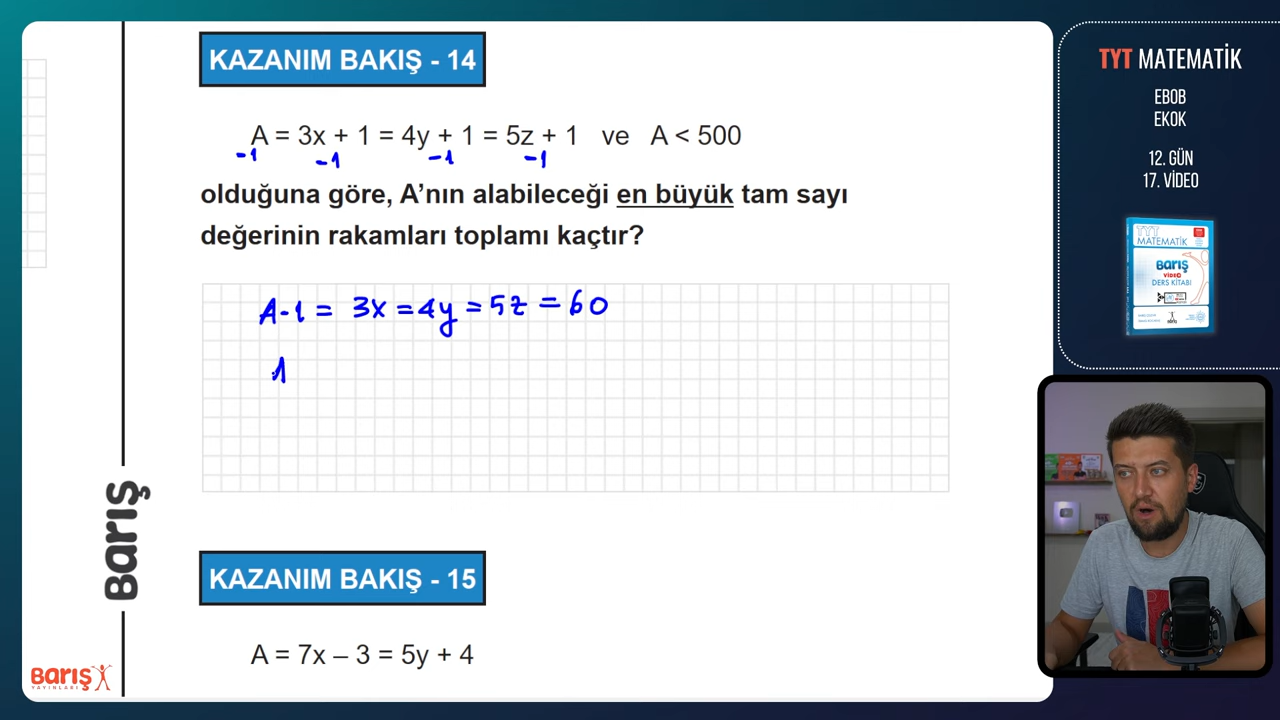 KAZANIM BAKIŞ - 14
A = 3x + 1 = 4y + 1 = 5z + 1 ve A < 500
-1 -1 -1 -1
olduğuna göre, A’nın alabileceği en büyük tam sayı
değerinin rakamları toplamı kaçtır?
A-1 = 3x = 4y = 5z = 60
1
KAZANIM BAKIŞ - 15
A = 7x – 3 = 5y + 4
Barış
Barış
YAYINLARI
TYT MATEMATİK
EBOB
EKOK
12. GÜN
17. VİDEO
TYT
MATEMATİK
Barış
VİDEO
DERS KİTABI